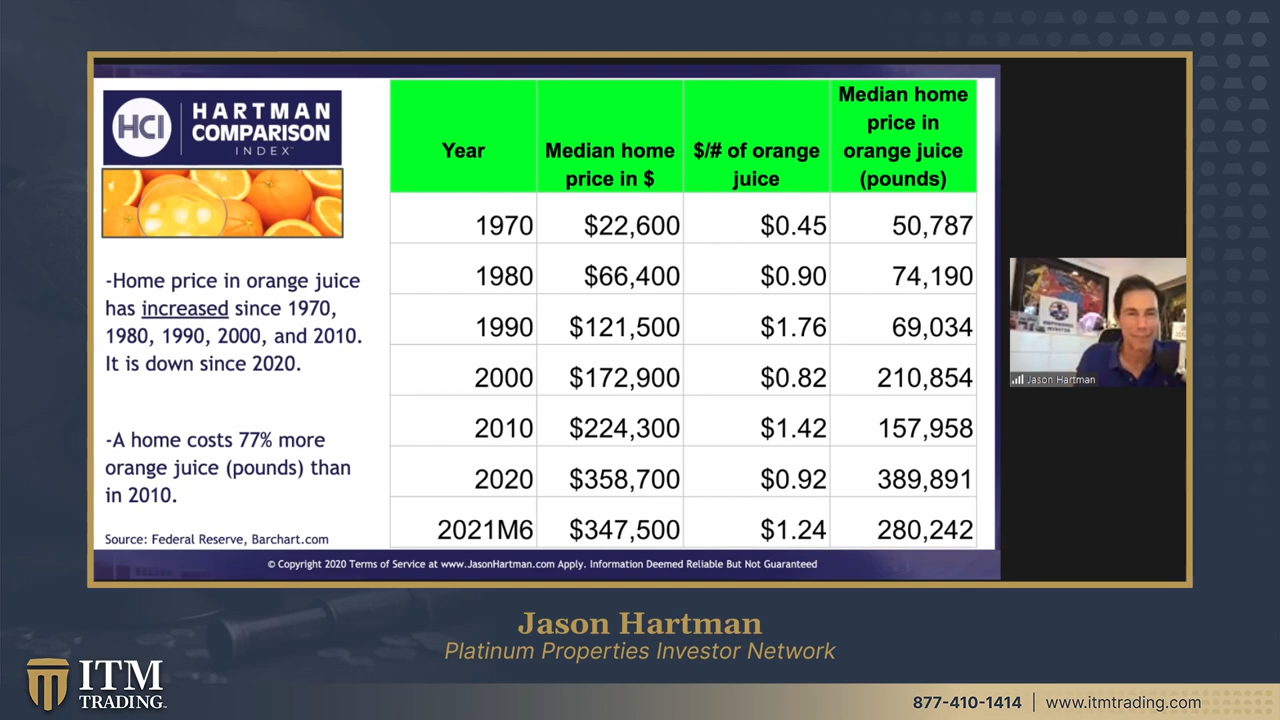 HCI
HARTMAN
COMPARISON
INDEX™
-Home price in orange juice
has increased since 1970,
1980, 1990, 2000, and 2010.
It is down since 2020.
-A home costs 77% more
orange juice (pounds) than
in 2010.
Source: Federal Reserve, Barchart.com
Year
Median home
price in $
$/# of orange
juice
Median home
price in
orange juice
(pounds)
1970 $22,600 $0.45 50,787
1980 $66,400 $0.90 74,190
1990 $121,500 $1.76 69,034
2000 $172,900 $0.82 210,854
2010 $224,300 $1.42 157,958
2020 $358,700 $0.92 389,891
2021M6 $347,500 $1.24 280,242
© Copyright 2020 Terms of Service at www.JasonHartman.com Apply. Information Deemed Reliable But Not Guaranteed
Jason Hartman
Jason Hartman
Platinum Properties Investor Network
ITM
TRADING
877-410-1414 | www.itmtrading.com